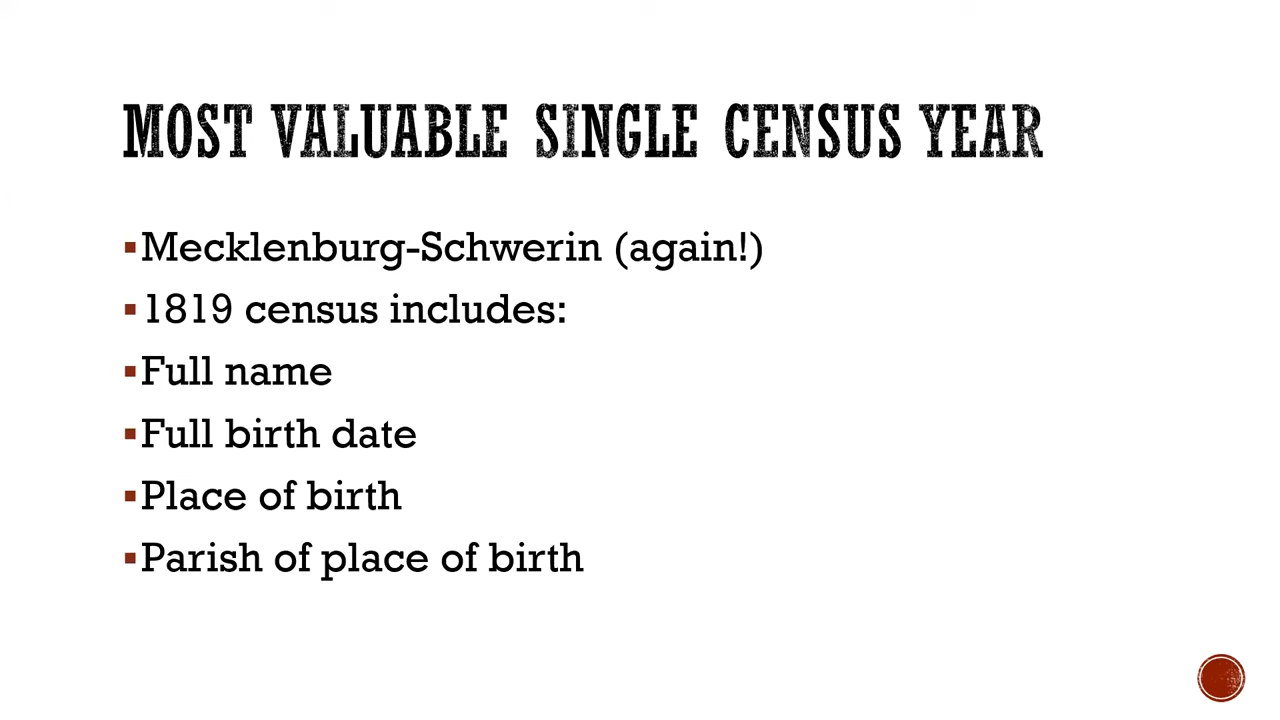 MOST VALUABLE SINGLE CENSUS YEAR
▪Mecklenburg-Schwerin (again!)
▪1819 census includes:
▪Full name
▪Full birth date
▪Place of birth
▪Parish of place of birth